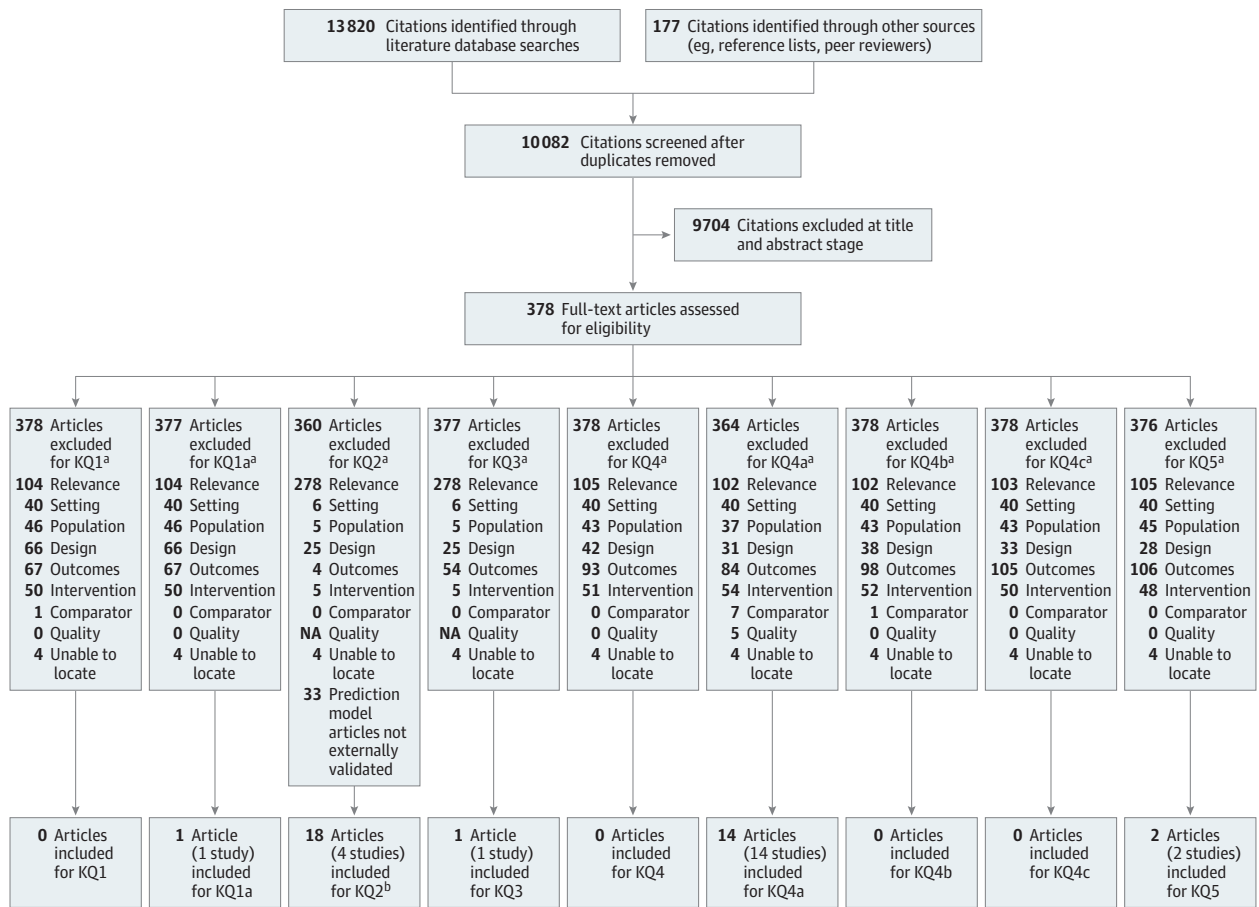 13 820 Citations identified through
literature database searches
177 Citations identified through other sources
(eg, reference lists, peer reviewers)
10 082 Citations screened after
duplicates removed
9704 Citations excluded at title
and abstract stage
378 Full-text articles assessed
for eligibility
378 Articles
excluded
for KQ1a
104 Relevance
40 Setting
46 Population
66 Design
67 Outcomes
50 Intervention
1 Comparator
0 Quality
4 Unable to
locate
377 Articles
excluded
for KQ1aa
104 Relevance
40 Setting
46 Population
66 Design
67 Outcomes
50 Intervention
0 Comparator
0 Quality
4 Unable to
locate
360 Articles
excluded
for KQ2a
278 Relevance
6 Setting
5 Population
25 Design
4 Outcomes
5 Intervention
0 Comparator
NA Quality
4 Unable to
locate
33 Prediction
model
articles not
externally
validated
377 Articles
excluded
for KQ3a
278 Relevance
6 Setting
5 Population
25 Design
54 Outcomes
5 Intervention
0 Comparator
NA Quality
4 Unable to
locate
378 Articles
excluded
for KQ4a
105 Relevance
40 Setting
43 Population
42 Design
93 Outcomes
51 Intervention
0 Comparator
0 Quality
4 Unable to
locate
364 Articles
excluded
for KQ4aa
102 Relevance
40 Setting
37 Population
31 Design
84 Outcomes
54 Intervention
7 Comparator
5 Quality
4 Unable to
locate
378 Articles
excluded
for KQ4ba
102 Relevance
40 Setting
43 Population
38 Design
98 Outcomes
52 Intervention
1 Comparator
0 Quality
4 Unable to
locate
378 Articles
excluded
for KQ4ca
103 Relevance
40 Setting
43 Population
33 Design
105 Outcomes
50 Intervention
0 Comparator
0 Quality
4 Unable to
locate
376 Articles
excluded
for KQ5a
105 Relevance
40 Setting
45 Population
28 Design
106 Outcomes
48 Intervention
0 Comparator
0 Quality
4 Unable to
locate
0 Articles
included
for KQ1
1 Article
(1 study)
included
for KQ1a
18 Articles
(4 studies)
included
for KQ2b
1 Article
(1 study)
included
for KQ3
0 Articles
included
for KQ4
14 Articles
(14 studies)
included
for KQ4a
0 Articles
included
for KQ4b
0 Articles
included
for KQ4c
2 Articles
(2 studies)
included
for KQ5